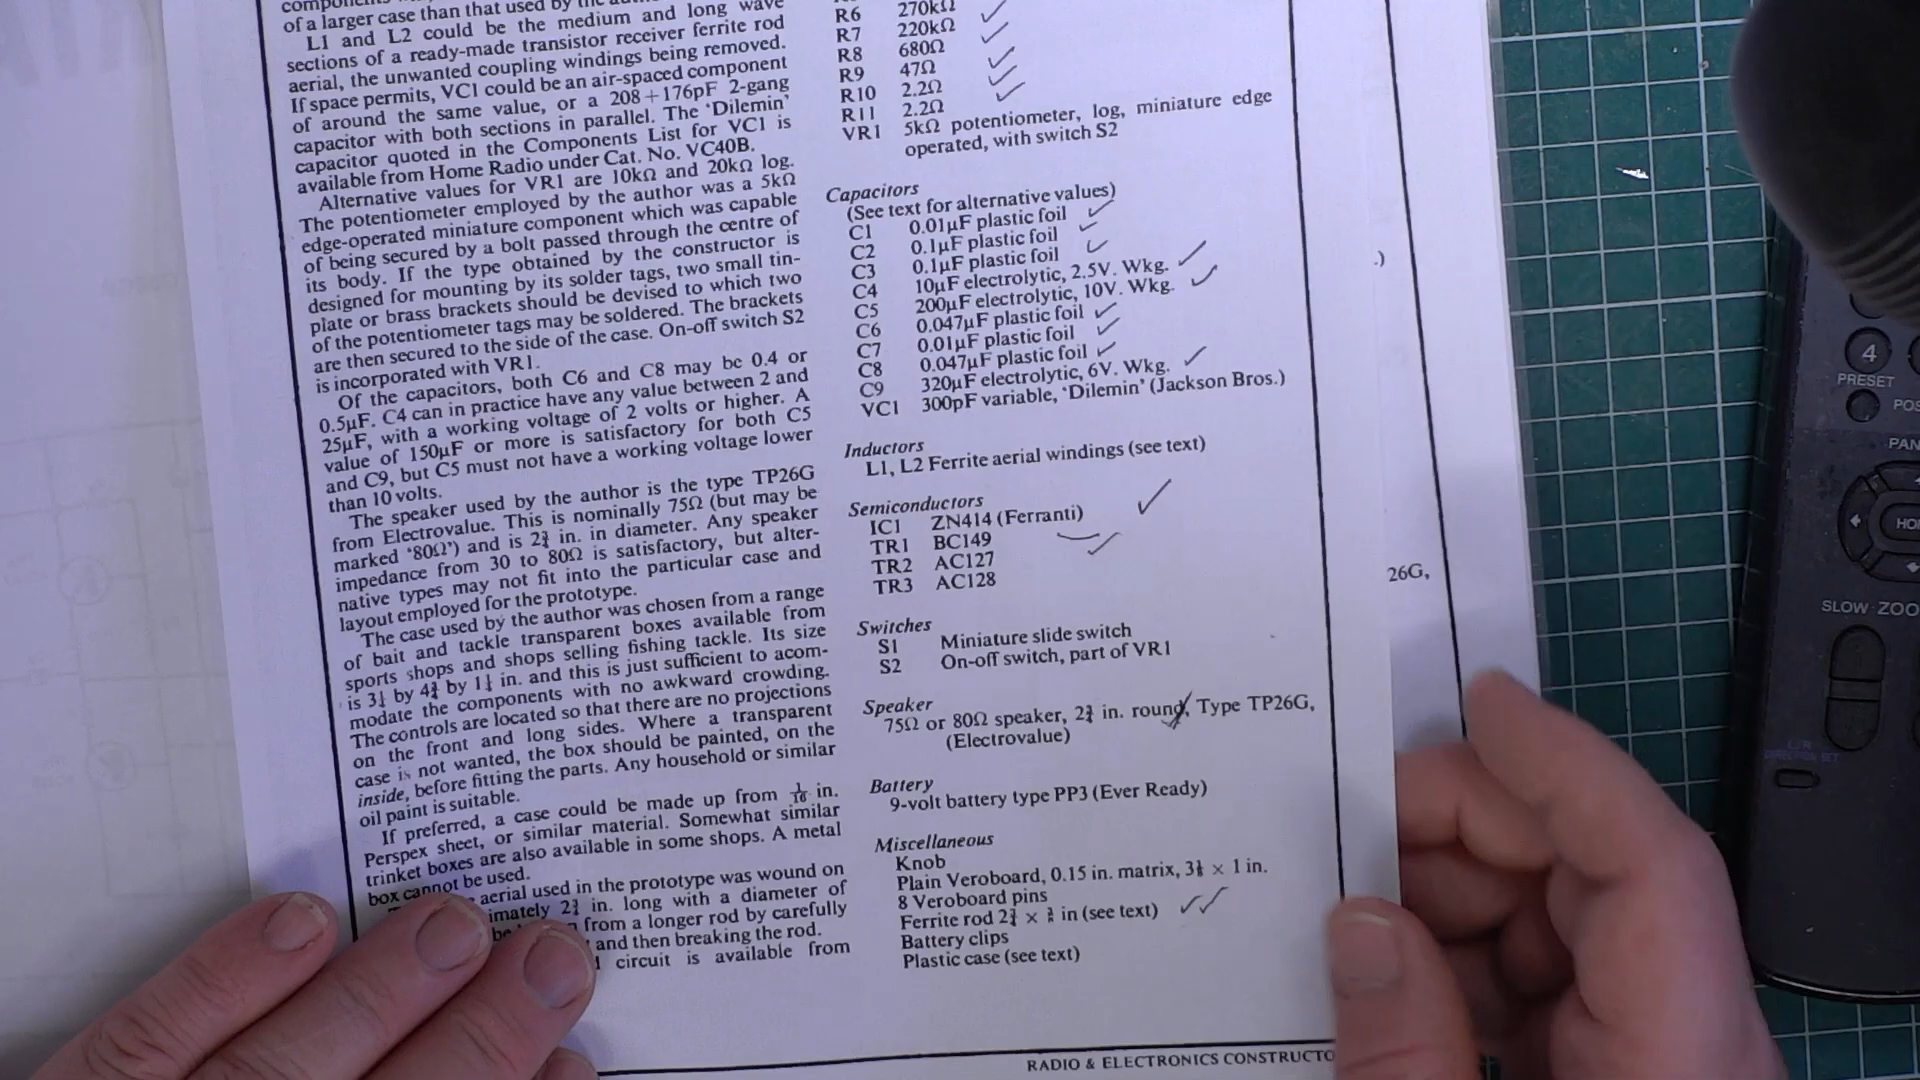 of a larger case than that used by the
L1 and L2 could be the medium and long wave
sections of a ready-made transistor receiver ferrite rod
aerial, the unwanted coupling windings being removed.
If space permits, VC1 could be an air-spaced component
of around the same value, or a 208+176pF 2-gang
capacitor with both sections in parallel. The 'Dilemin'
capacitor quoted in the Components List for VC1 is
available from Home Radio under Cat. No. VC40B.
Alternative values for VR1 are 10kΩ and 20kΩ log.
The potentiometer employed by the author was a 5kΩ
edge-operated miniature component which was capable
of being secured by a bolt passed through the centre of
its body. If the type obtained by the constructor is
designed for mounting by its solder tags, two small tin-
plate or brass brackets should be devised to which two
of the potentiometer tags may be soldered. The brackets
are then secured to the side of the case. On-off switch S2
is incorporated with VR1.
Of the capacitors, both C6 and C8 may be 0.4 or
0.5µF. C4 can in practice have any value between 2 and
25µF, with a working voltage of 2 volts or higher. A
value of 150µF or more is satisfactory for both C5
and C9, but C5 must not have a working voltage lower
than 10 volts.
The speaker used by the author is the type TP26G
from Electrovalue. This is nominally 75Ω (but may be
marked '80Ω') and is 2¾ in. in diameter. Any speaker
impedance from 30 to 80Ω is satisfactory, but alter-
native types may not fit into the particular case and
layout employed for the prototype.
The case used by the author was chosen from a range
of bait and tackle transparent boxes available from
sports shops and shops selling fishing tackle. Its size
is 3¼ by 4¾ by 1¼ in. and this is just sufficient to acom-
modate the components with no awkward crowding.
The controls are located so that there are no projections
on the front and long sides. Where a transparent
case is not wanted, the box should be painted, on the
inside, before fitting the parts. Any household or similar
oil paint is suitable.
If preferred, a case could be made up from 1/16 in.
Perspex sheet, or similar material. Somewhat similar
trinket boxes are also available in some shops. A metal
box cannot be used.
aerial used in the prototype was wound on
imately 2¾ in. long with a diameter of
from a longer rod by carefully
and then breaking the rod.
circuit is available from
R6 270kΩ
R7 220kΩ
R8 680Ω
R9 47Ω
R10 2.2Ω
R11 2.2Ω
VR1 5kΩ potentiometer, log, miniature edge
operated, with switch S2
Capacitors
(See text for alternative values)
C1 0.01µF plastic foil
C2 0.1µF plastic foil
C3 0.1µF plastic foil
C4 10µF electrolytic, 2.5V. Wkg.
C5 200µF electrolytic, 10V. Wkg.
C6 0.047µF plastic foil
C7 0.01µF plastic foil
C8 0.047µF plastic foil
C9 320µF electrolytic, 6V. Wkg.
VC1 300pF variable, 'Dilemin' (Jackson Bros.)
Inductors
L1, L2 Ferrite aerial windings (see text)
Semiconductors
IC1 ZN414 (Ferranti)
TR1 BC149
TR2 AC127
TR3 AC128
Switches
S1 Miniature slide switch
S2 On-off switch, part of VR1
Speaker
75Ω or 80Ω speaker, 2¾ in. round, Type TP26G,
(Electrovalue)
Battery
9-volt battery type PP3 (Ever Ready)
Miscellaneous
Knob
Plain Veroboard, 0.15 in. matrix, × 1 in.
8 Veroboard pins
Ferrite rod 2¾ × in (see text)
Battery clips
Plastic case (see text)
RADIO & ELECTRONICS CONSTRUCTO
.)
26G,
4
PRESET
POS
PAN
HO
SLOW ZOO